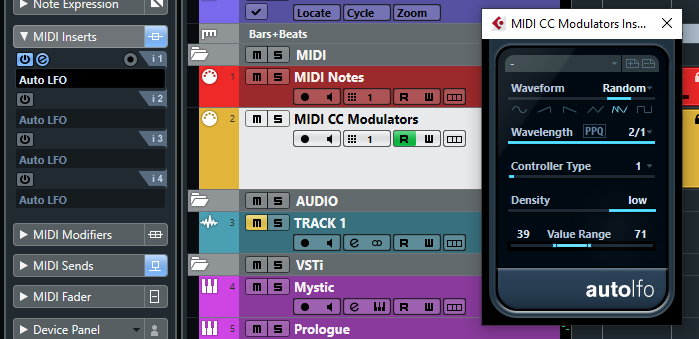 Note Expression
MIDI Inserts
i 1
Auto LFO
i 2
Auto LFO
i 3
Auto LFO
i 4
Auto LFO
MIDI Modifiers
MIDI Sends
MIDI Fader
Device Panel
Locate Cycle Zoom
Bars+Beats
M S MIDI
1 M S MIDI Notes
1 R W
2 M S MIDI CC Modulators
1 R W
M S AUDIO
3 M S TRACK 1
e R W
M S VSTi
4 M S Mystic
e R W
5 M S Prologue
MIDI CC Modulators Ins...
-
Waveform Random
Wavelength PPQ 2/1
Controller Type 1
Density low
39 Value Range 71
autolfo